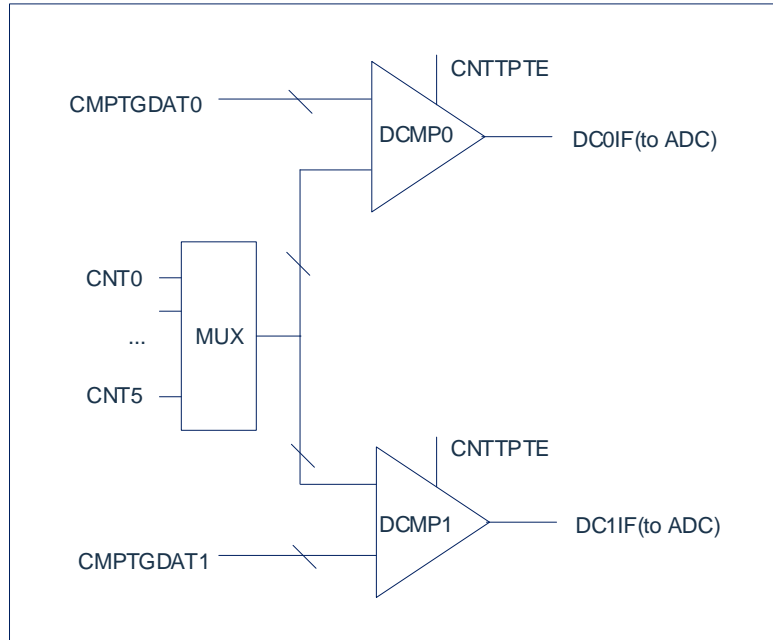 CNTTPTE
CMPTGDAT0
DCMP0
DC0IF(to ADC)
CNT0
...
MUX
CNT5
CNTTPTE
DCMP1
DC1IF(to ADC)
CMPTGDAT1